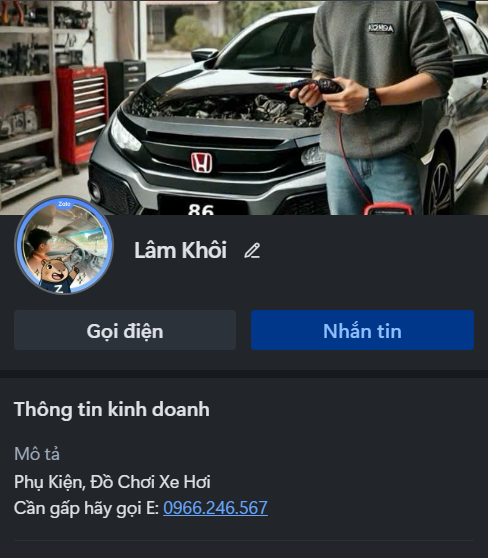 86
Zalo
Z
Lâm Khôi
Gọi điện
Nhắn tin
Thông tin kinh doanh
Mô tả
Phụ Kiện, Đồ Chơi Xe Hơi
Cần gấp hãy gọi E: 0966.246.567